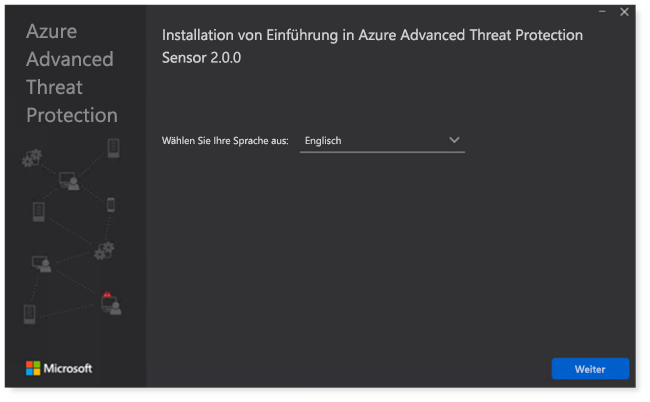 Azure
Advanced
Threat
Protection
Installation von Einführung in Azure Advanced Threat Protection
Sensor 2.0.0
Wählen Sie Ihre Sprache aus: Englisch
Microsoft
Weiter